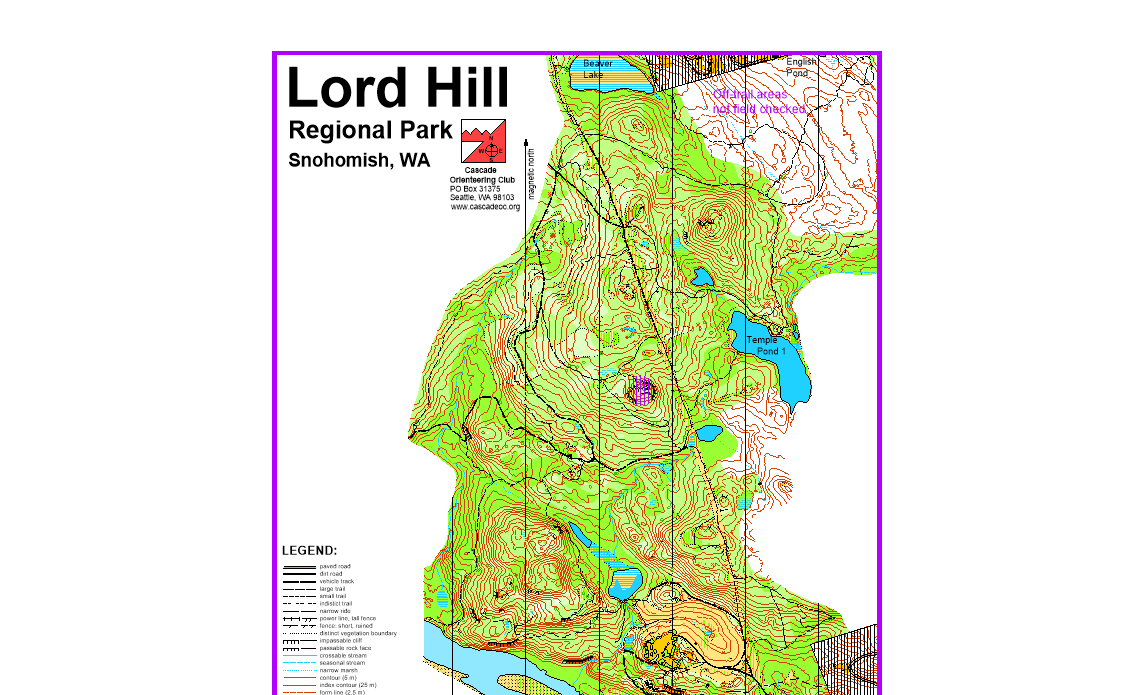 Lord Hill
Regional Park
Snohomish, WA
N
W E
S
Cascade
Orienteering Club
PO Box 31375
Seattle, WA 98103
www.cascadeoc.org
magnetic north
Beaver
Lake
English
Pond
Off-trail areas
not field checked
Temple
Pond 1
LEGEND:
paved road
dirt road
vehicle track
large trail
small trail
indistict trail
narrow ride
power line, tall fence
fence: short, ruined
distinct vegetation boundary
impassable cliff
passable rock face
crossable stream
seasonal stream
narrow marsh
contour (5 m)
index contour (25 m)
form line (2.5 m)